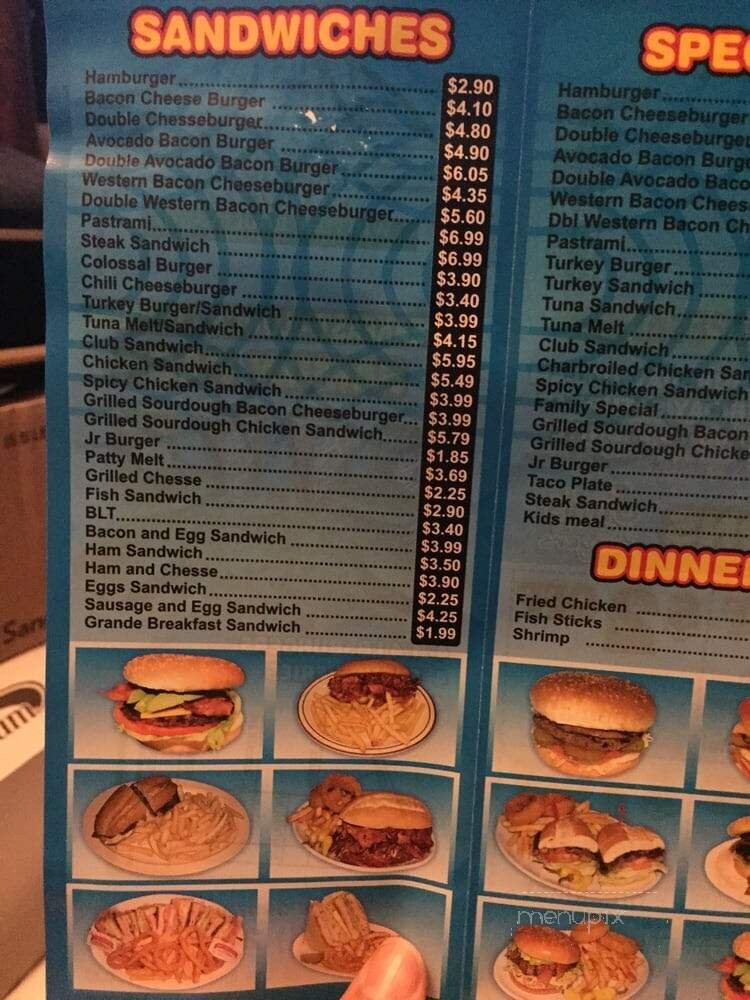 SANDWICHES
Hamburger $2.90
Bacon Cheese Burger $4.10
Double Chesseburger $4.80
Avocado Bacon Burger $4.90
Double Avocado Bacon Burger $6.05
Western Bacon Cheeseburger $4.35
Double Western Bacon Cheeseburger $5.60
Pastrami $6.99
Steak Sandwich $6.99
Colossal Burger $3.90
Chili Cheeseburger $3.40
Turkey Burger/Sandwich $3.99
Tuna Melt/Sandwich $4.15
Club Sandwich $5.95
Chicken Sandwich $5.49
Spicy Chicken Sandwich $3.99
Grilled Sourdough Bacon Cheeseburger $3.99
Grilled Sourdough Chicken Sandwich $5.79
Jr Burger $1.85
Patty Melt $3.69
Grilled Chesse $2.25
Fish Sandwich $2.90
BLT $3.40
Bacon and Egg Sandwich $3.99
Ham Sandwich $3.50
Ham and Chesse $3.90
Eggs Sandwich $2.25
Sausage and Egg Sandwich $4.25
Grande Breakfast Sandwich $1.99
SPEC
Hamburger
Bacon Cheeseburger
Double Cheeseburger
Avocado Bacon Burg
Double Avocado Baco
Western Bacon Chees
Dbl Western Bacon Ch
Pastrami
Turkey Burger
Turkey Sandwich
Tuna Sandwich
Tuna Melt
Club Sandwich
Charbroiled Chicken San
Spicy Chicken Sandwich
Family Special
Grilled Sourdough Bacon
Grilled Sourdough Chicke
Jr Burger
Taco Plate
Steak Sandwich
Kids meal
DINNE
Fried Chicken
Fish Sticks
Shrimp
menupix